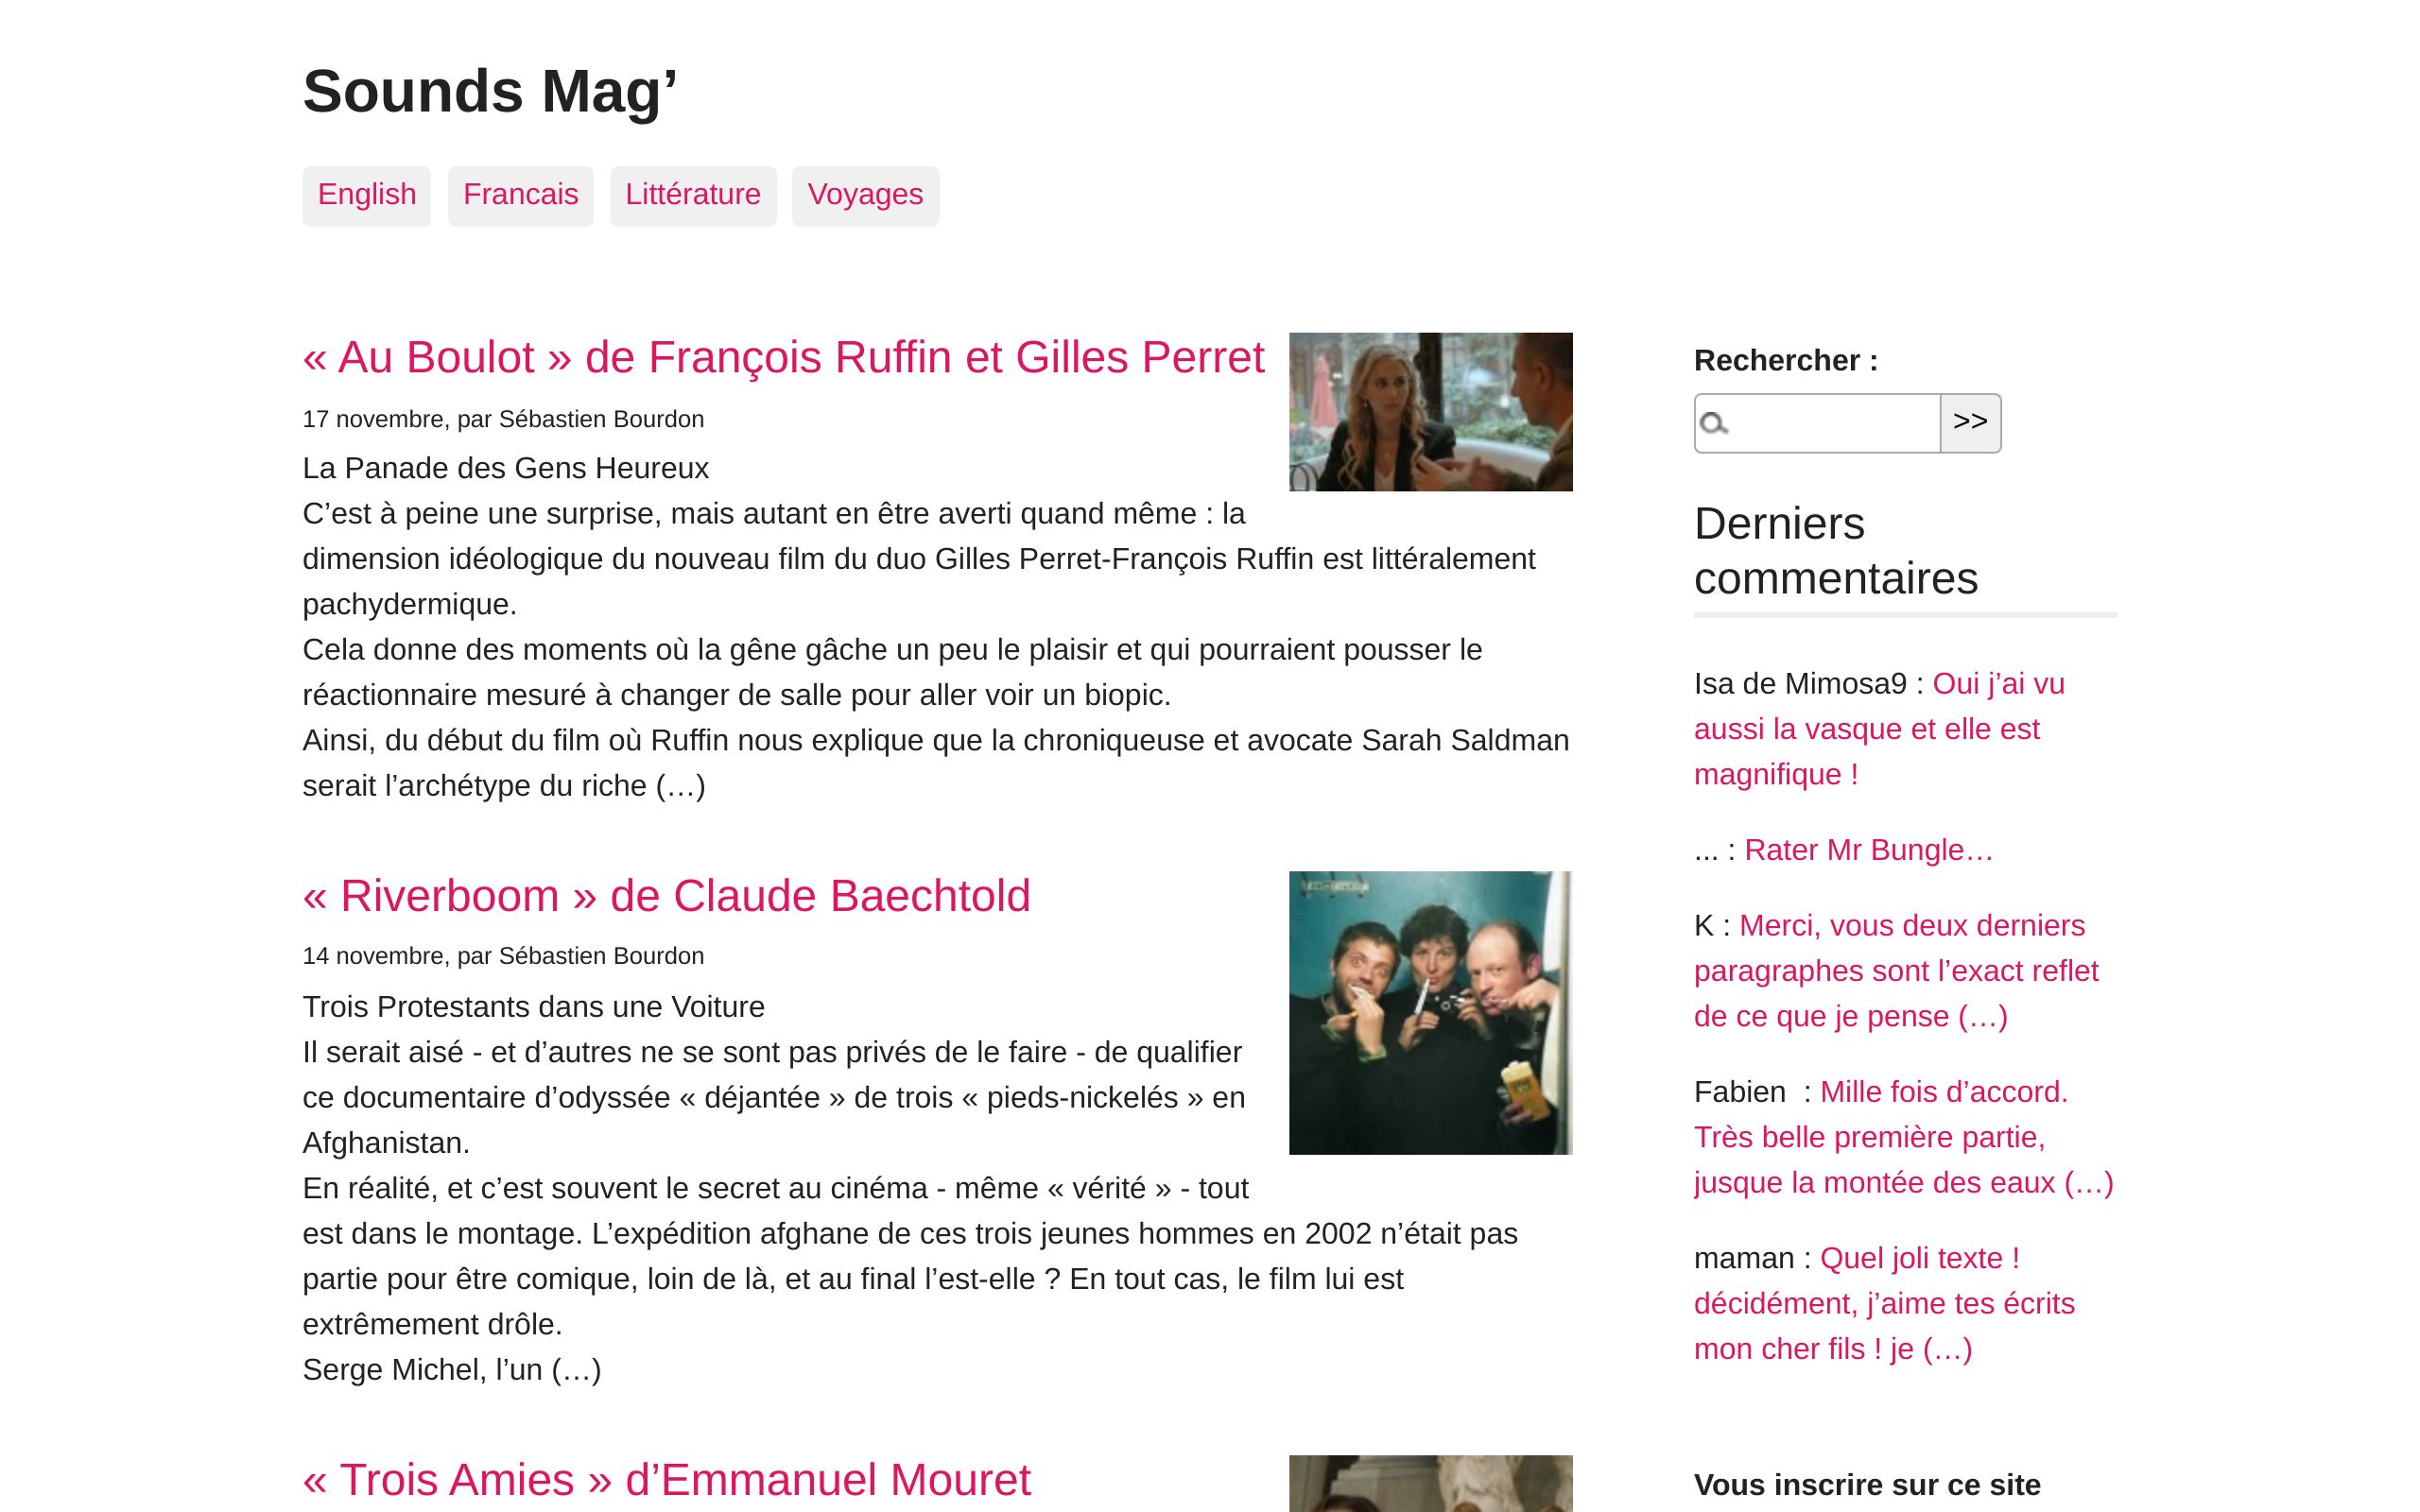 Sounds Mag’
English
Francais
Littérature
Voyages
« Au Boulot » de François Ruffin et Gilles Perret
17 novembre, par Sébastien Bourdon
La Panade des Gens Heureux
C’est à peine une surprise, mais autant en être averti quand même : la
dimension idéologique du nouveau film du duo Gilles Perret-François Ruffin est littéralement
pachydermique.
Cela donne des moments où la gêne gâche un peu le plaisir et qui pourraient pousser le
réactionnaire mesuré à changer de salle pour aller voir un biopic.
Ainsi, du début du film où Ruffin nous explique que la chroniqueuse et avocate Sarah Saldman
serait l’archétype du riche (…)
« Riverboom » de Claude Baechtold
14 novembre, par Sébastien Bourdon
Trois Protestants dans une Voiture
Il serait aisé - et d’autres ne se sont pas privés de le faire - de qualifier
ce documentaire d’odyssée « déjantée » de trois « pieds-nickelés » en
Afghanistan.
En réalité, et c’est souvent le secret au cinéma - même « vérité » - tout
est dans le montage. L’expédition afghane de ces trois jeunes hommes en 2002 n’était pas
partie pour être comique, loin de là, et au final l’est-elle ? En tout cas, le film lui est
extrêmement drôle.
Serge Michel, l’un (…)
« Trois Amies » d’Emmanuel Mouret
Rechercher :
>>
Derniers
commentaires
Isa de Mimosa9 : Oui j’ai vu
aussi la vasque et elle est
magnifique !
... : Rater Mr Bungle…
K : Merci, vous deux derniers
paragraphes sont l’exact reflet
de ce que je pense (…)
Fabien  : Mille fois d’accord.
Très belle première partie,
jusque la montée des eaux (…)
maman : Quel joli texte !
décidément, j’aime tes écrits
mon cher fils ! je (…)
Vous inscrire sur ce site